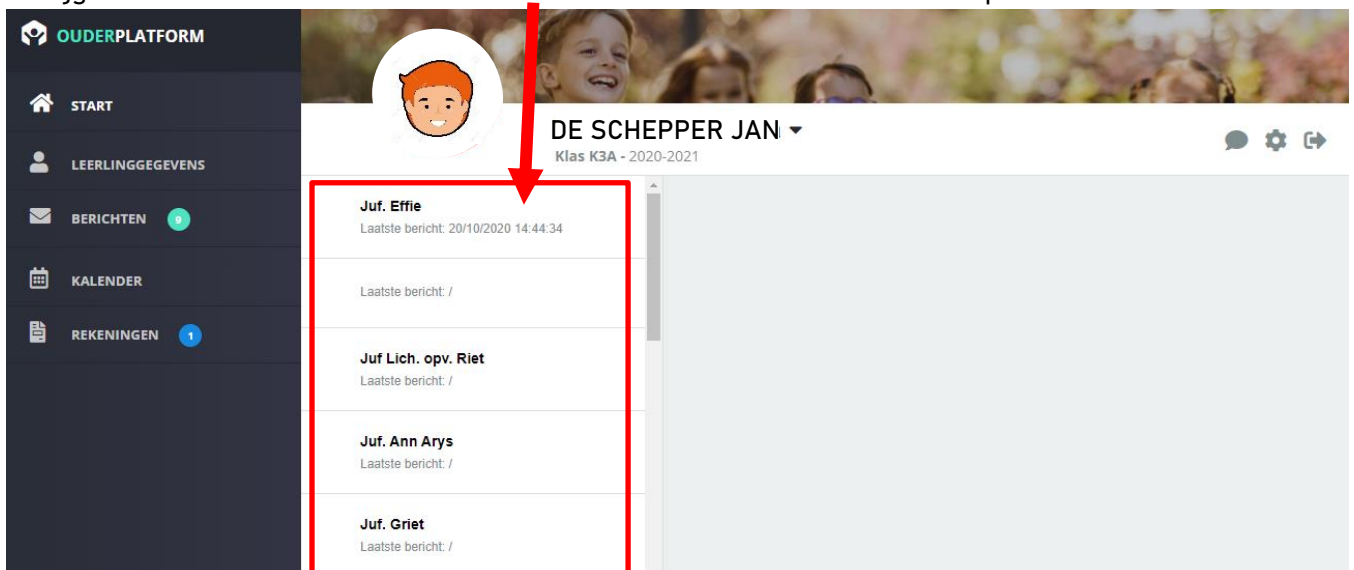 OUDERPLATFORM
START
LEERLINGGEGEVENS
BERICHTEN 9
KALENDER
REKENINGEN 1
DE SCHEPPER JAN
Klas K3A - 2020-2021
Juf. Effie
Laatste bericht: 20/10/2020 14:44:34
Laatste bericht: /
Juf Lich. opv. Riet
Laatste bericht: /
Juf. Ann Arys
Laatste bericht: /
Juf. Griet
Laatste bericht: /